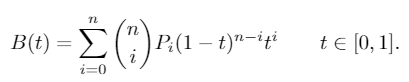 B(t) = \sum_{i=0}^{n} \binom{n}{i} P_i (1 - t)^{n-i} t^i \qquad t \in [0, 1].